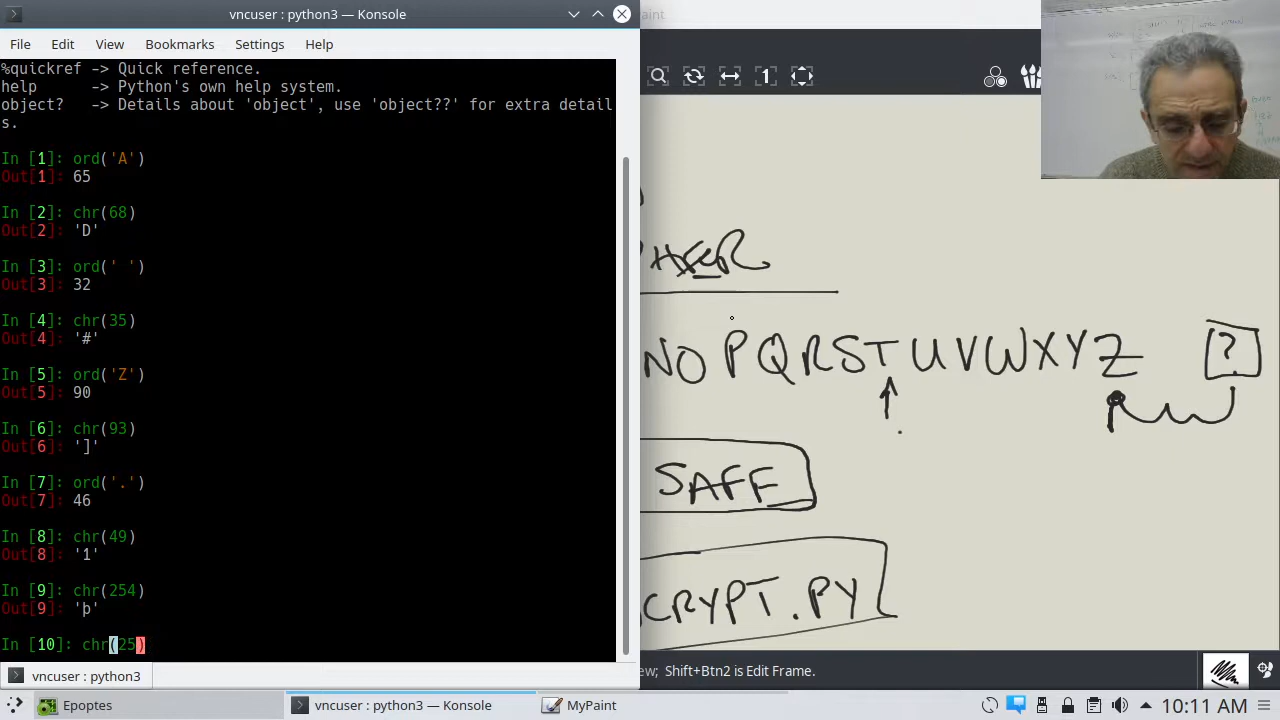 vncuser : python3 — Konsole
File Edit View Bookmarks Settings Help
%quickref -> Quick reference.
help      -> Python's own help system.
object?   -> Details about 'object', use 'object??' for extra detail
s.
In [1]: ord('A')
Out[1]: 65
In [2]: chr(68)
Out[2]: 'D'
In [3]: ord(' ')
Out[3]: 32
In [4]: chr(35)
Out[4]: '#'
In [5]: ord('Z')
Out[5]: 90
In [6]: chr(93)
Out[6]: ']'
In [7]: ord('.')
Out[7]: 46
In [8]: chr(49)
Out[8]: '1'
In [9]: chr(254)
Out[9]: 'þ'
In [10]: chr(25)
vncuser : python3
aint
1
NO PQRSTUVWXYZ ?
SAFF
CRYPT.PY
ew; Shift+Btn2 is Edit Frame.
Epoptes
vncuser : python3 — Konsole
MyPaint
10:11 AM